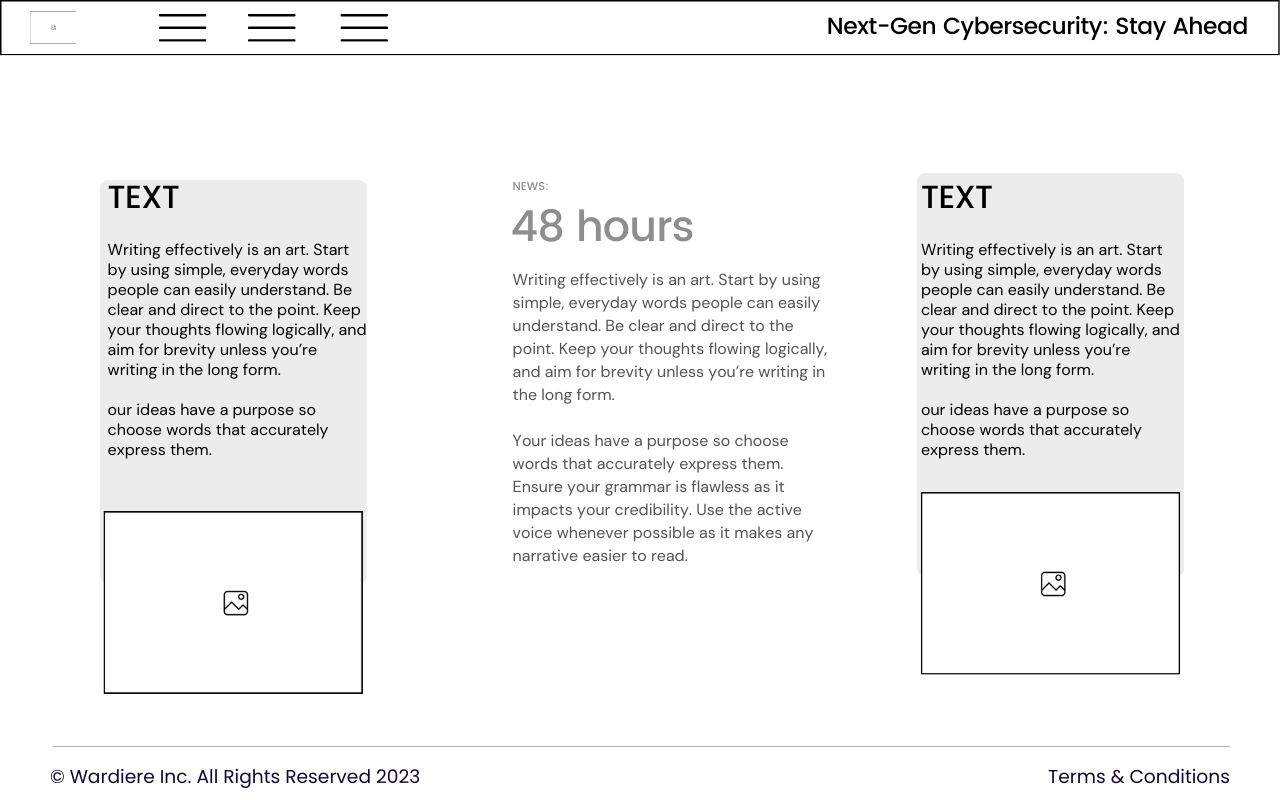 Next-Gen Cybersecurity: Stay Ahead
TEXT
Writing effectively is an art. Start
by using simple, everyday words
people can easily understand. Be
clear and direct to the point. Keep
your thoughts flowing logically, and
aim for brevity unless you’re
writing in the long form.
our ideas have a purpose so
choose words that accurately
express them.
NEWS:
48 hours
Writing effectively is an art. Start by using
simple, everyday words people can easily
understand. Be clear and direct to the
point. Keep your thoughts flowing logically,
and aim for brevity unless you’re writing in
the long form.
Your ideas have a purpose so choose
words that accurately express them.
Ensure your grammar is flawless as it
impacts your credibility. Use the active
voice whenever possible as it makes any
narrative easier to read.
TEXT
Writing effectively is an art. Start
by using simple, everyday words
people can easily understand. Be
clear and direct to the point. Keep
your thoughts flowing logically, and
aim for brevity unless you’re
writing in the long form.
our ideas have a purpose so
choose words that accurately
express them.
© Wardiere Inc. All Rights Reserved 2023
Terms & Conditions